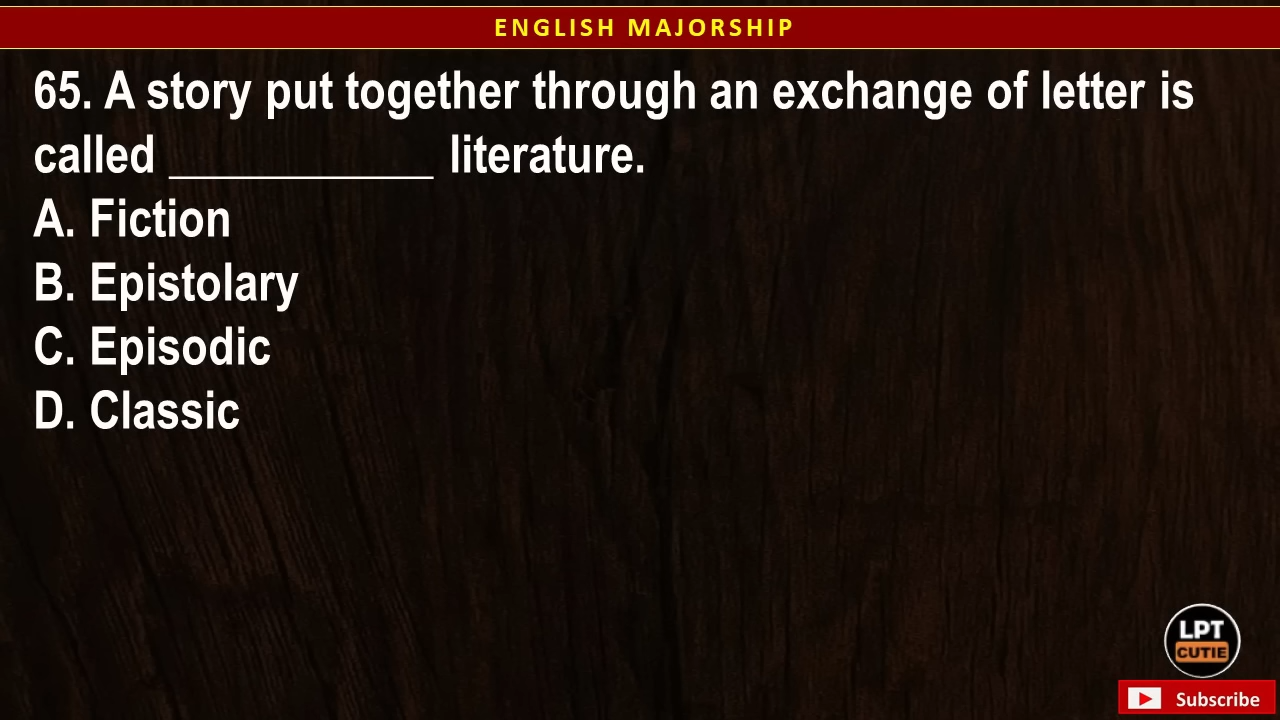 ENGLISH MAJORSHIP
65. A story put together through an exchange of letter is
called ___________ literature.
A. Fiction
B. Epistolary
C. Episodic
D. Classic
LPT
CUTIE
Subscribe